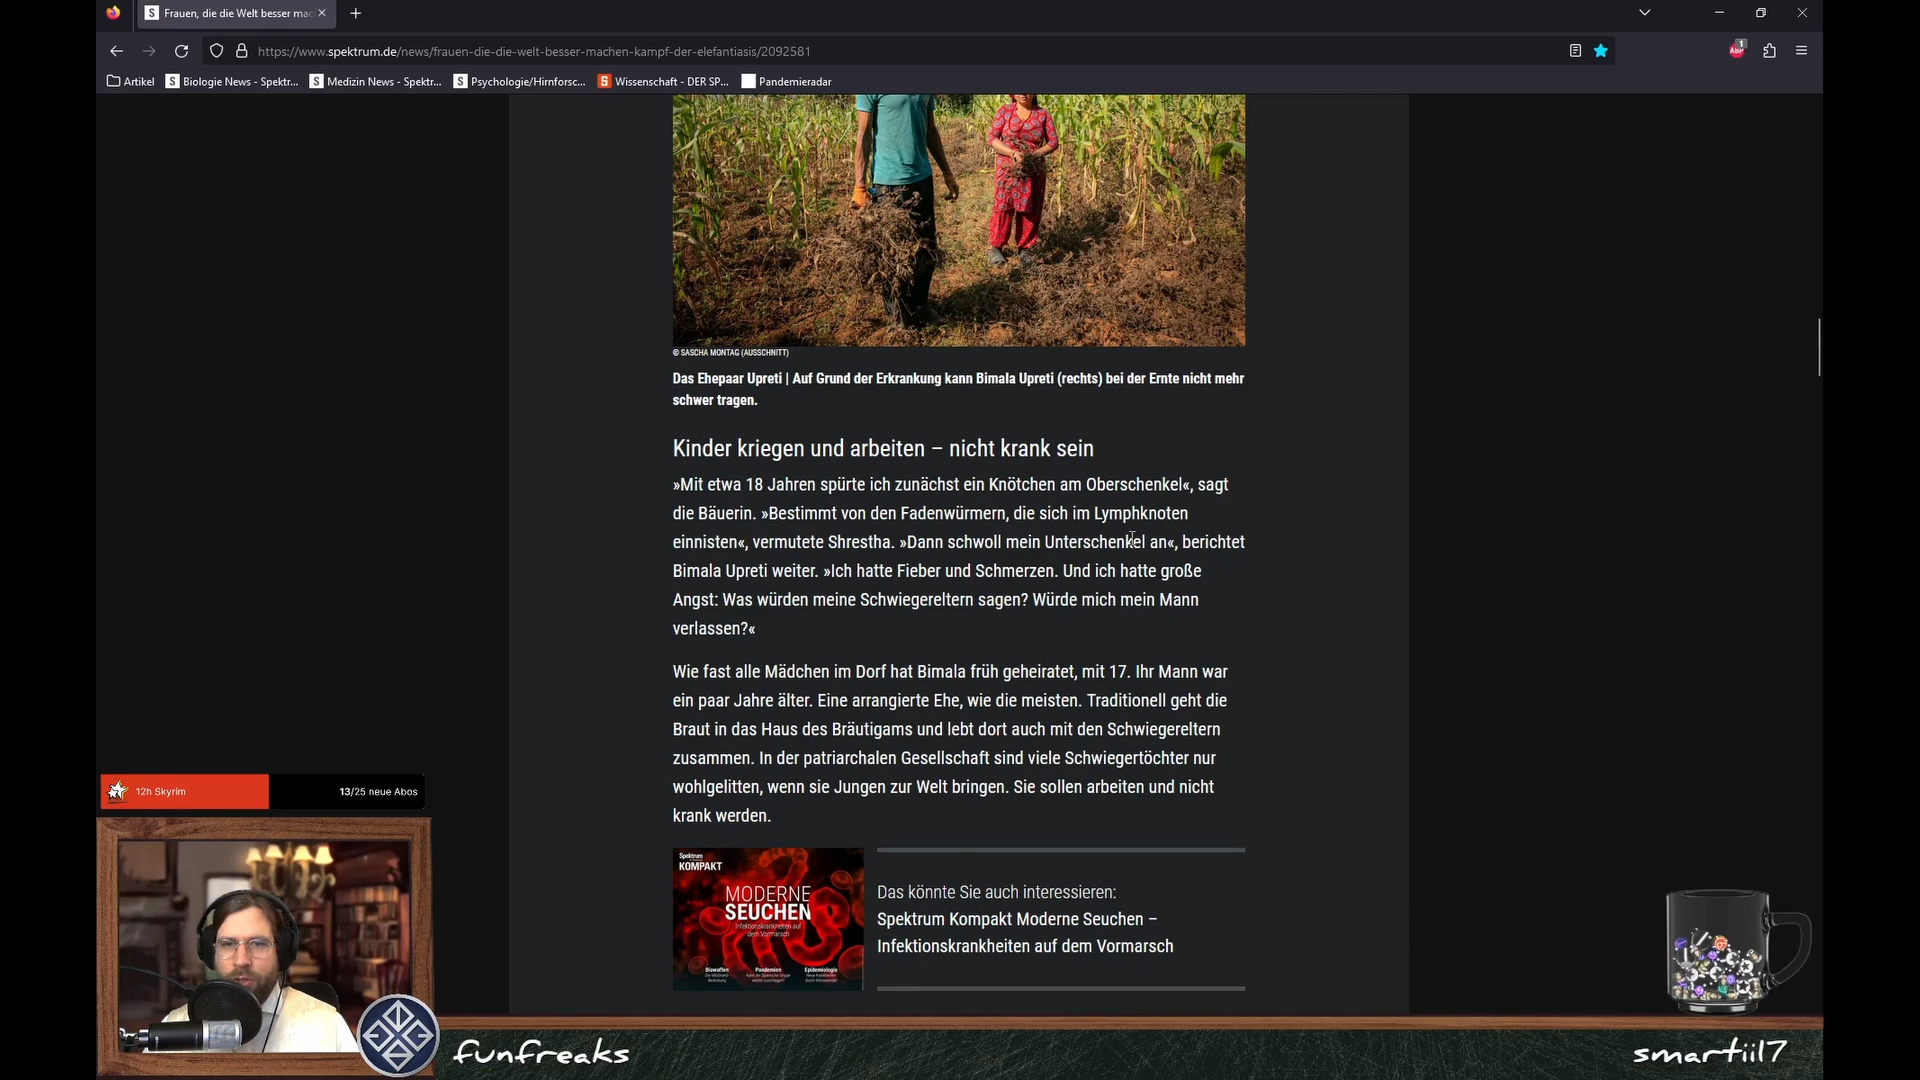 Frauen, die die Welt besser mac
https://www.spektrum.de/news/frauen-die-die-welt-besser-machen-kampf-der-elefantiasis/2092581
ABP
1
Artikel
S Biologie News - Spektr...
S Medizin News - Spektr...
S Psychologie/Hirnforsc...
S Wissenschaft - DER SP...
Pandemieradar
© SASCHA MONTAG (AUSSCHNITT)
Das Ehepaar Upreti | Auf Grund der Erkrankung kann Bimala Upreti (rechts) bei der Ernte nicht mehr
schwer tragen.
Kinder kriegen und arbeiten – nicht krank sein
»Mit etwa 18 Jahren spürte ich zunächst ein Knötchen am Oberschenkel«, sagt
die Bäuerin. »Bestimmt von den Fadenwürmern, die sich im Lymphknoten
einnisten«, vermutete Shrestha. »Dann schwoll mein Unterschenkel an«, berichtet
Bimala Upreti weiter. »Ich hatte Fieber und Schmerzen. Und ich hatte große
Angst: Was würden meine Schwiegereltern sagen? Würde mich mein Mann
verlassen?«
Wie fast alle Mädchen im Dorf hat Bimala früh geheiratet, mit 17. Ihr Mann war
ein paar Jahre älter. Eine arrangierte Ehe, wie die meisten. Traditionell geht die
Braut in das Haus des Bräutigams und lebt dort auch mit den Schwiegereltern
zusammen. In der patriarchalen Gesellschaft sind viele Schwiegertöchter nur
wohlgelitten, wenn sie Jungen zur Welt bringen. Sie sollen arbeiten und nicht
krank werden.
Spektrum
KOMPAKT
MODERNE
SEUCHEN
Infektionskrankheiten auf
dem Vormarsch
Biowaffen
Pandemien
Epidemiologie
Das könnte Sie auch interessieren:
Spektrum Kompakt Moderne Seuchen –
Infektionskrankheiten auf dem Vormarsch
12h Skyrim
13/25 neue Abos
funfreaks
smartiil7